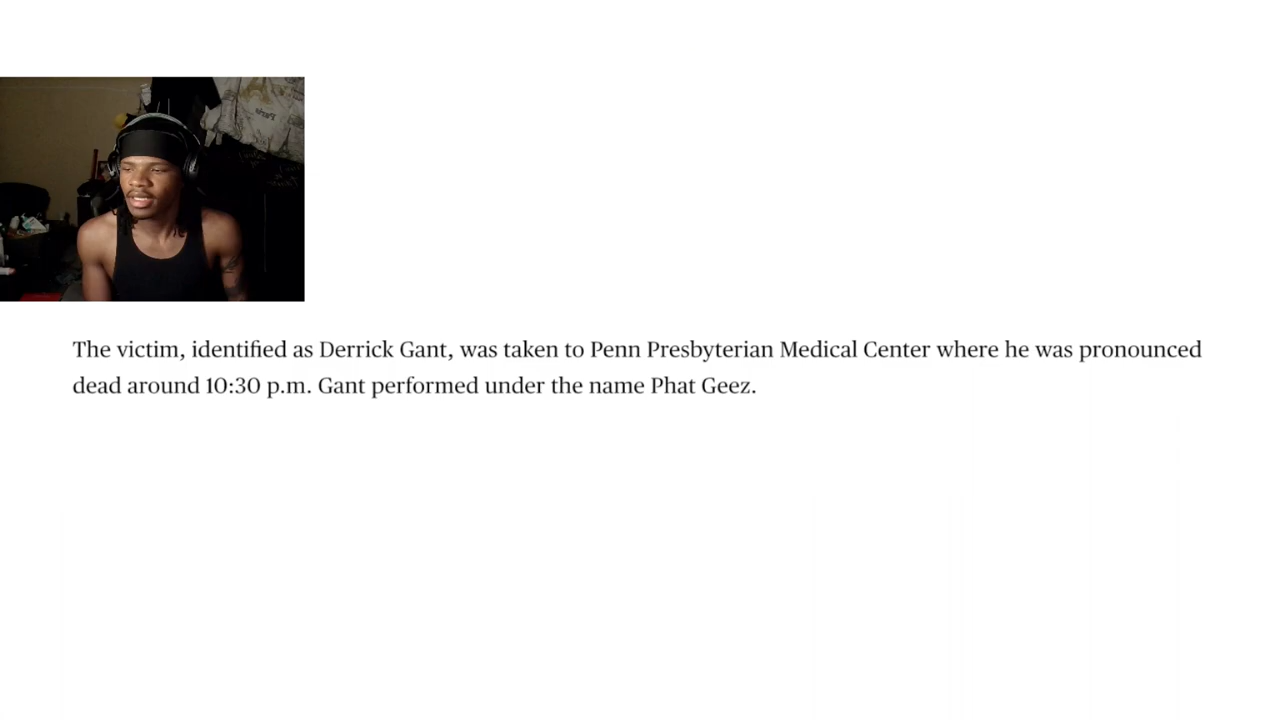 The victim, identified as Derrick Gant, was taken to Penn Presbyterian Medical Center where he was pronounced
dead around 10:30 p.m. Gant performed under the name Phat Geez.